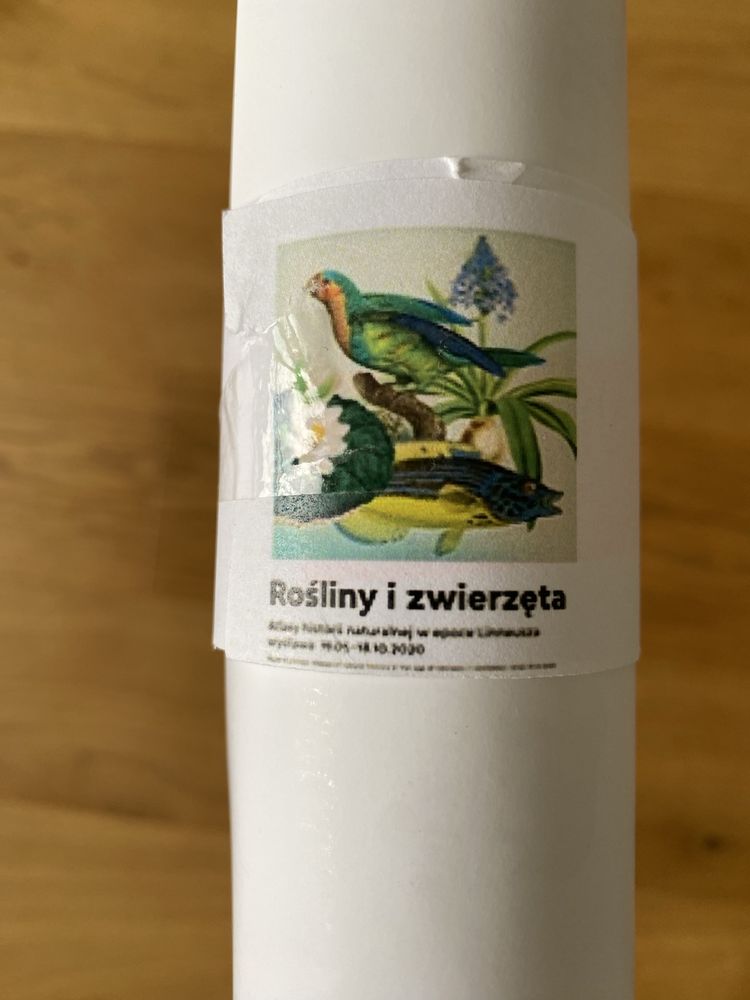 Rośliny i zwierzęta
Atlasy historii naturalnej w epoce Linneusza
wystawa 19.05–18.10.2020